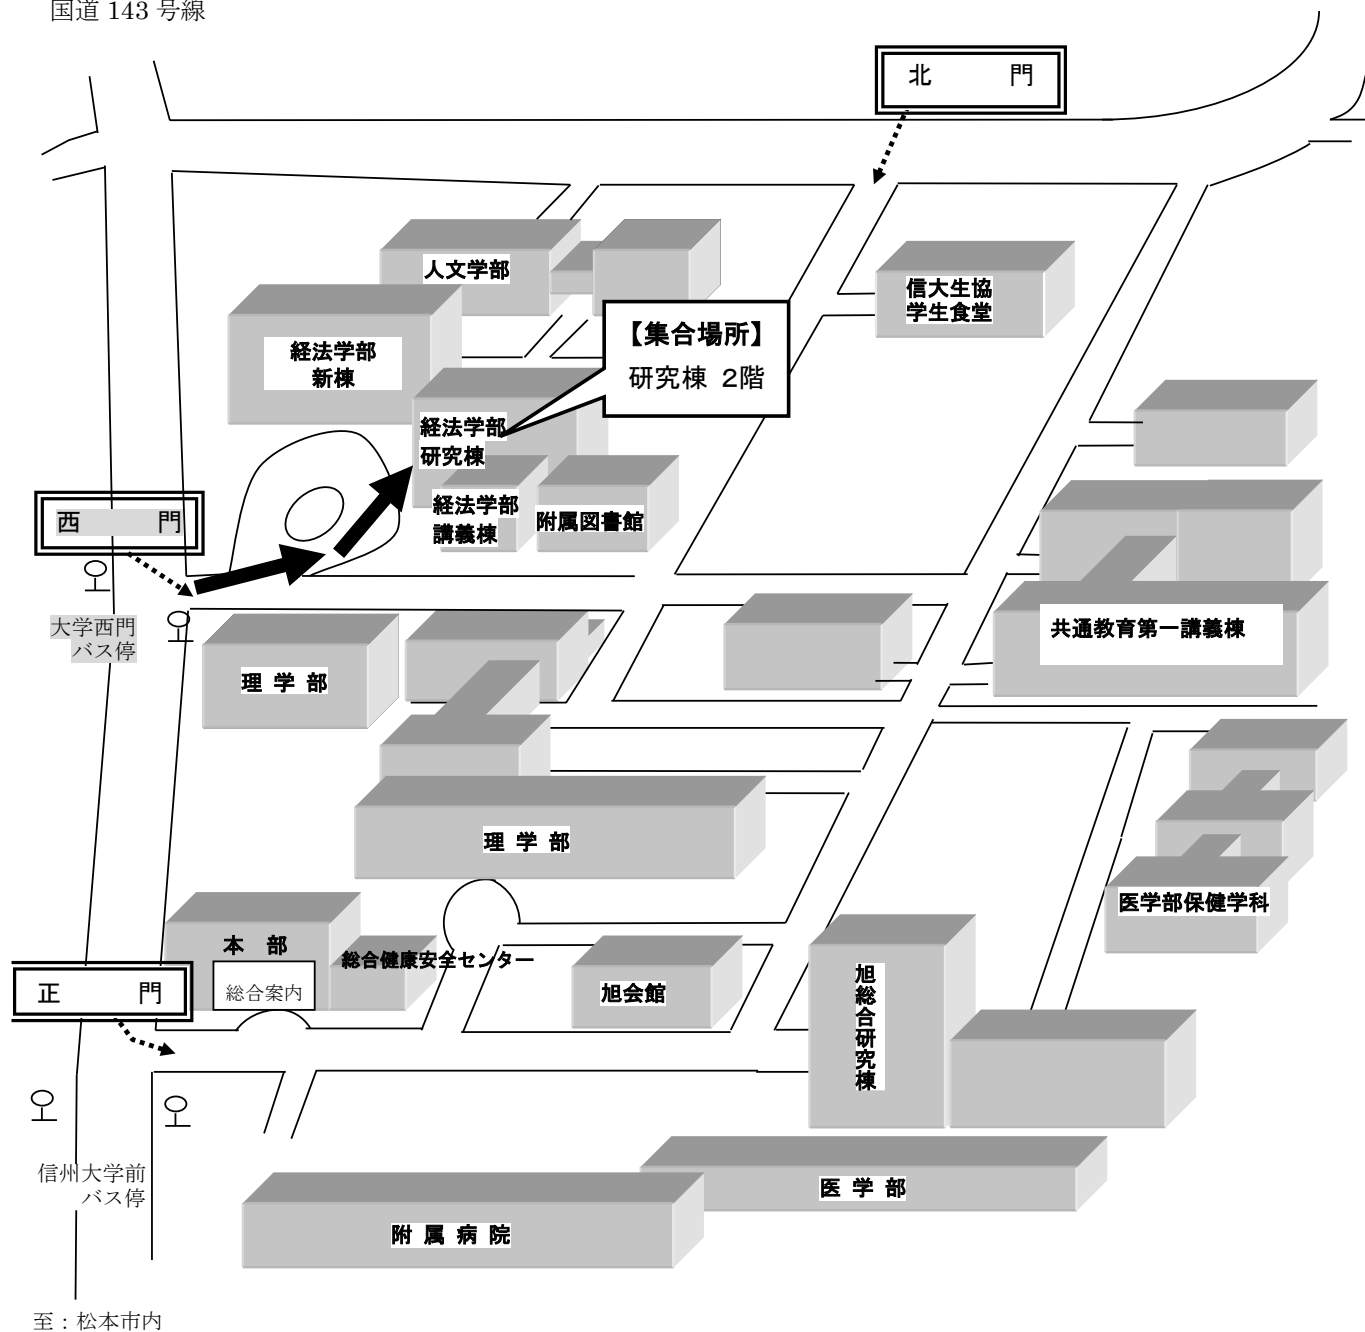 国道 143 号線
北 門
人文学部
信大生協
学生食堂
【集合場所】
研究棟 2階
経法学部
新棟
経法学部
研究棟
経法学部
講義棟
附属図書館
西 門
大学西門
バス停
共通教育第一講義棟
理 学 部
理 学 部
医学部保健学科
本 部
総合健康安全センター
総合案内
旭会館
旭総合研究棟
正 門
信州大学前
バス停
医 学 部
附 属 病 院
至：松本市内